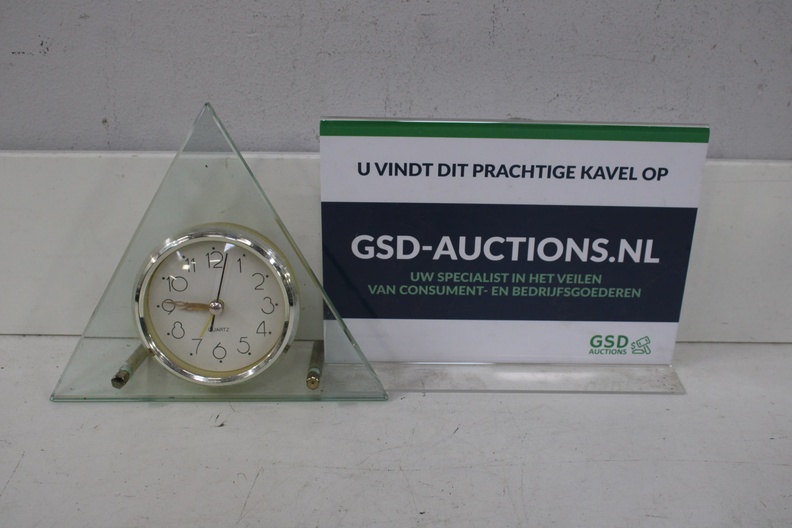 12
1
2
3
4
5
6
7
8
9
10
11
QUARTZ
U VINDT DIT PRACHTIGE KAVEL OP
GSD-AUCTIONS.NL
UW SPECIALIST IN HET VEILEN
VAN CONSUMENT- EN BEDRIJFSGOEDEREN
GSD
AUCTIONS